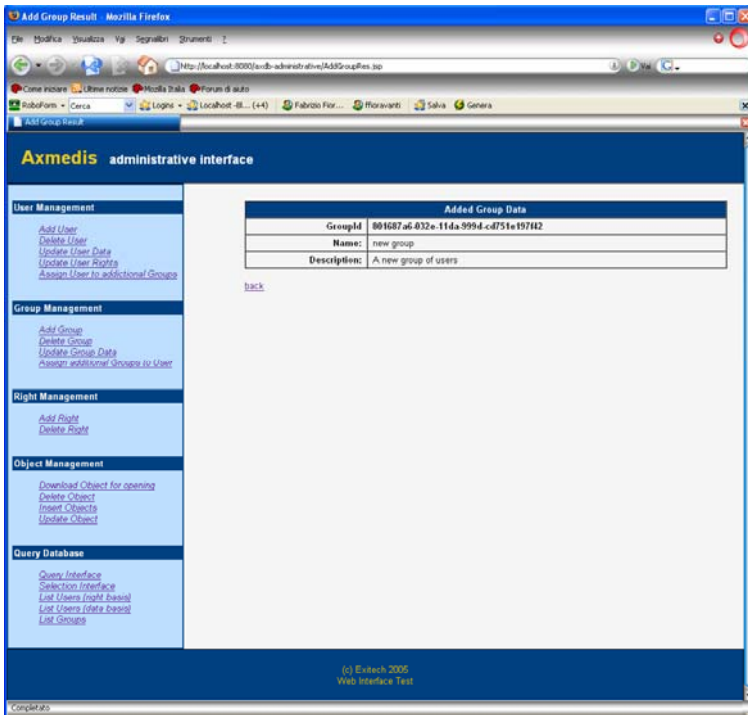 Add Group Result - Mozilla Firefox
File Modifica Visualizza Vai Segnalibri Strumenti ?
http://localhost:8080/axdb-administrative/AddGroupRes.jsp Vai
Come iniziare Ultime notizie Mozilla Italia Forum di aiuto
RoboForm Cerca Logins Localhost -8l... (+4) Fabrizio Fior... ffioravanti Salva Genera
Add Group Result
Axmedis administrative interface
User Management
Add User
Delete User
Update User Data
Update User Rights
Assign User to addictional Groups
Group Management
Add Group
Delete Group
Update Group Data
Assign additional Groups to User
Right Management
Add Right
Delete Right
Object Management
Download Object for opening
Delete Object
Insert Objects
Update Object
Query Database
Query Interface
Selection Interface
List Users (right basis)
List Users (data basis)
List Groups
Added Group Data
GroupId 801687a6-032e-11da-999d-cd751e197f42
Name: new group
Description: A new group of users
back
(c) Exitech 2005
Web Interface Test
Completato